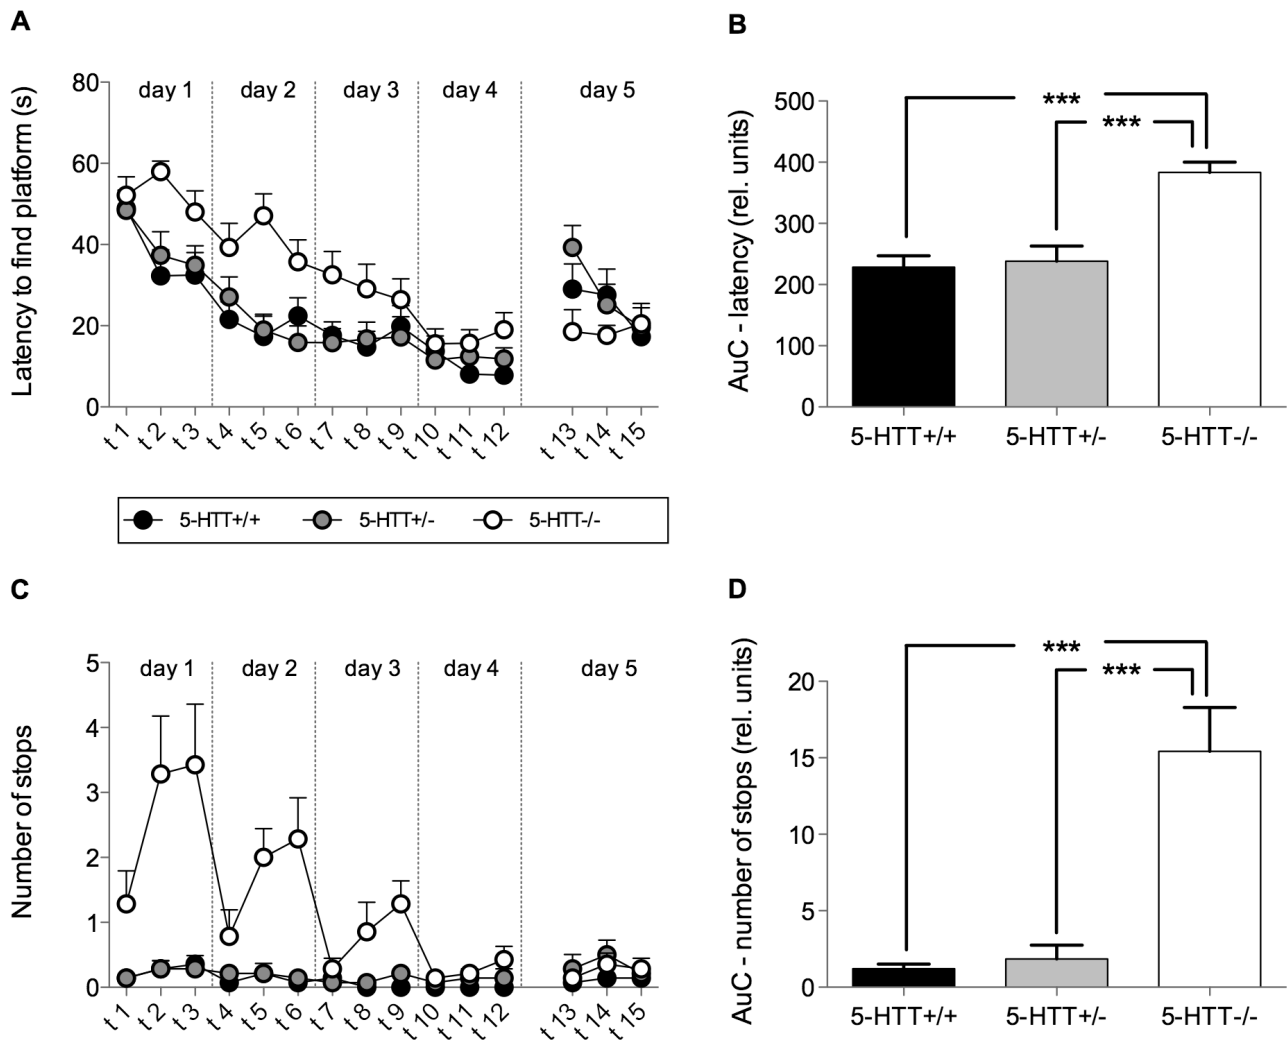 A
Latency to find platform (s)
80
60
40
20
0
day 1
day 2
day 3
day 4
day 5
t 1
t 2
t 3
t 4
t 5
t 6
t 7
t 8
t 9
t 10
t 11
t 12
t 13
t 14
t 15
B
AuC - latency (rel. units)
500
400
300
200
100
0
***
***
5-HTT+/+
5-HTT+/-
5-HTT-/-
5-HTT+/+
5-HTT+/-
5-HTT-/-
C
Number of stops
5
4
3
2
1
0
day 1
day 2
day 3
day 4
day 5
t 1
t 2
t 3
t 4
t 5
t 6
t 7
t 8
t 9
t 10
t 11
t 12
t 13
t 14
t 15
D
AuC - number of stops (rel. units)
20
15
10
5
0
***
***
5-HTT+/+
5-HTT+/-
5-HTT-/-